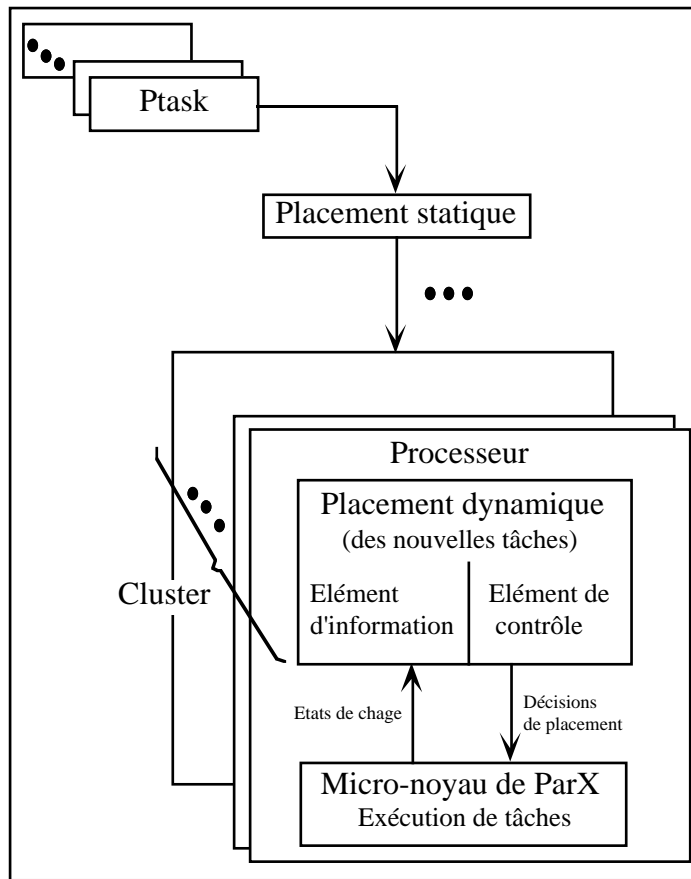 Ptask
Placement statique
Processeur
Placement dynamique
(des nouvelles tâches)
Elément
d'information
Elément de
contrôle
Cluster
Etats de chage
Décisions
de placement
Micro-noyau de ParX
Exécution de tâches